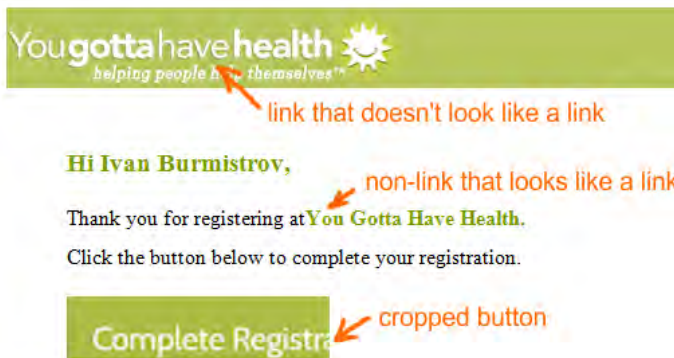 Yougottahavehealth
helping people help themselves™
link that doesn't look like a link
Hi Ivan Burmistrov,
non-link that looks like a link
Thank you for registering atYou Gotta Have Health.
Click the button below to complete your registration.
Complete Registra
cropped button